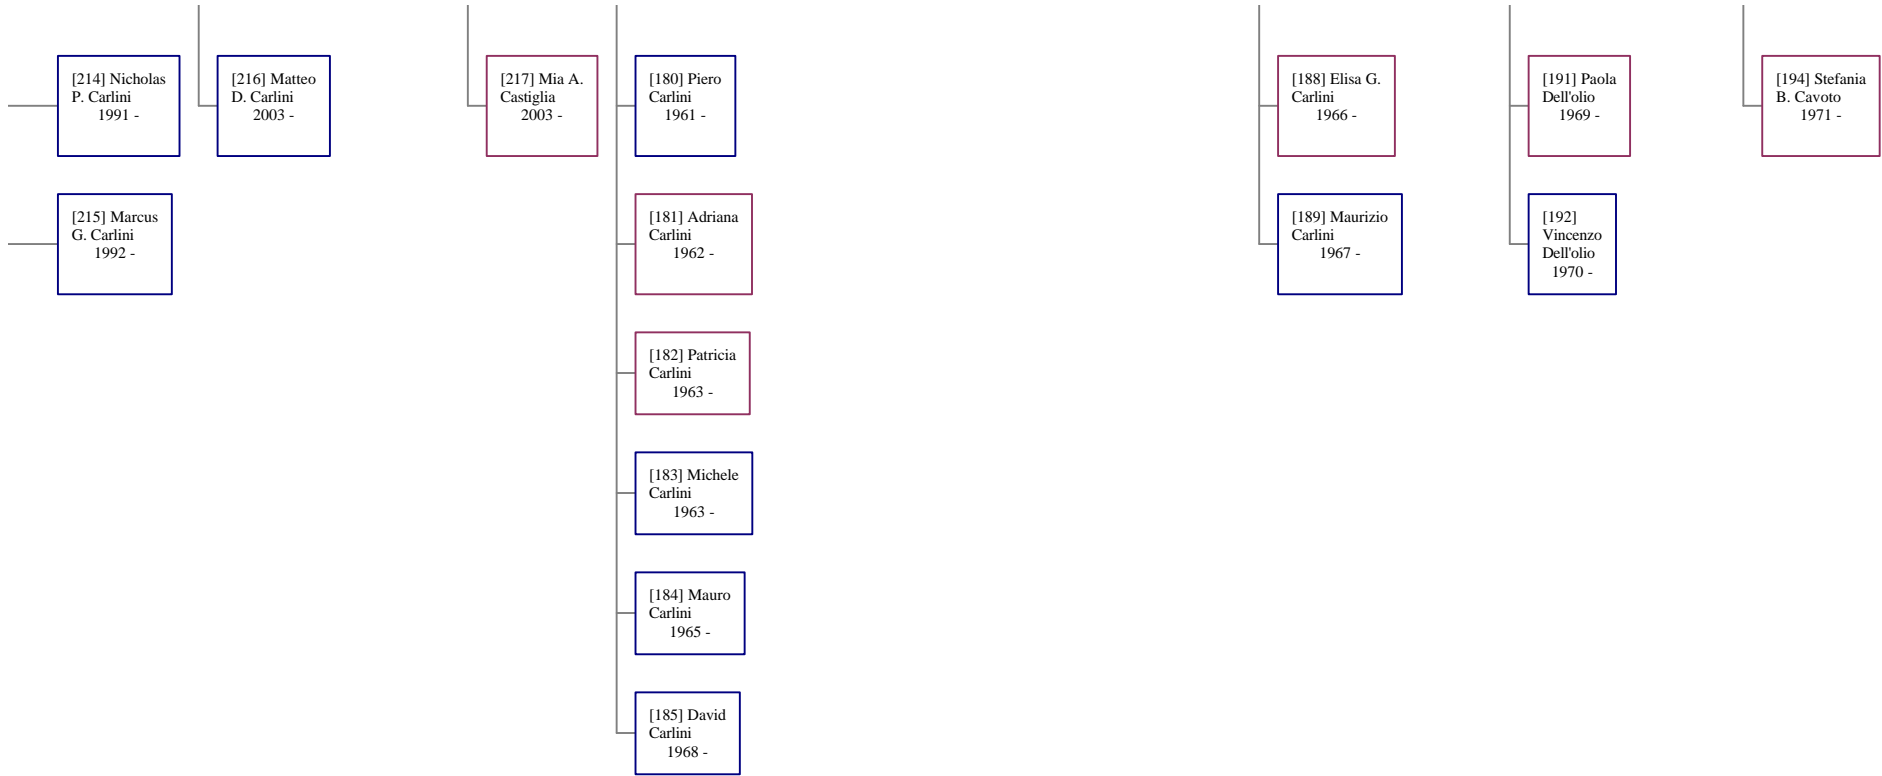 [214] Nicholas
P. Carlini
1991 -
[216] Matteo
D. Carlini
2003 -
[217] Mia A.
Castiglia
2003 -
[180] Piero
Carlini
1961 -
[188] Elisa G.
Carlini
1966 -
[191] Paola
Dell'olio
1969 -
[194] Stefania
B. Cavoto
1971 -
[215] Marcus
G. Carlini
1992 -
[181] Adriana
Carlini
1962 -
[189] Maurizio
Carlini
1967 -
[192]
Vincenzo
Dell'olio
1970 -
[182] Patricia
Carlini
1963 -
[183] Michele
Carlini
1963 -
[184] Mauro
Carlini
1965 -
[185] David
Carlini
1968 -